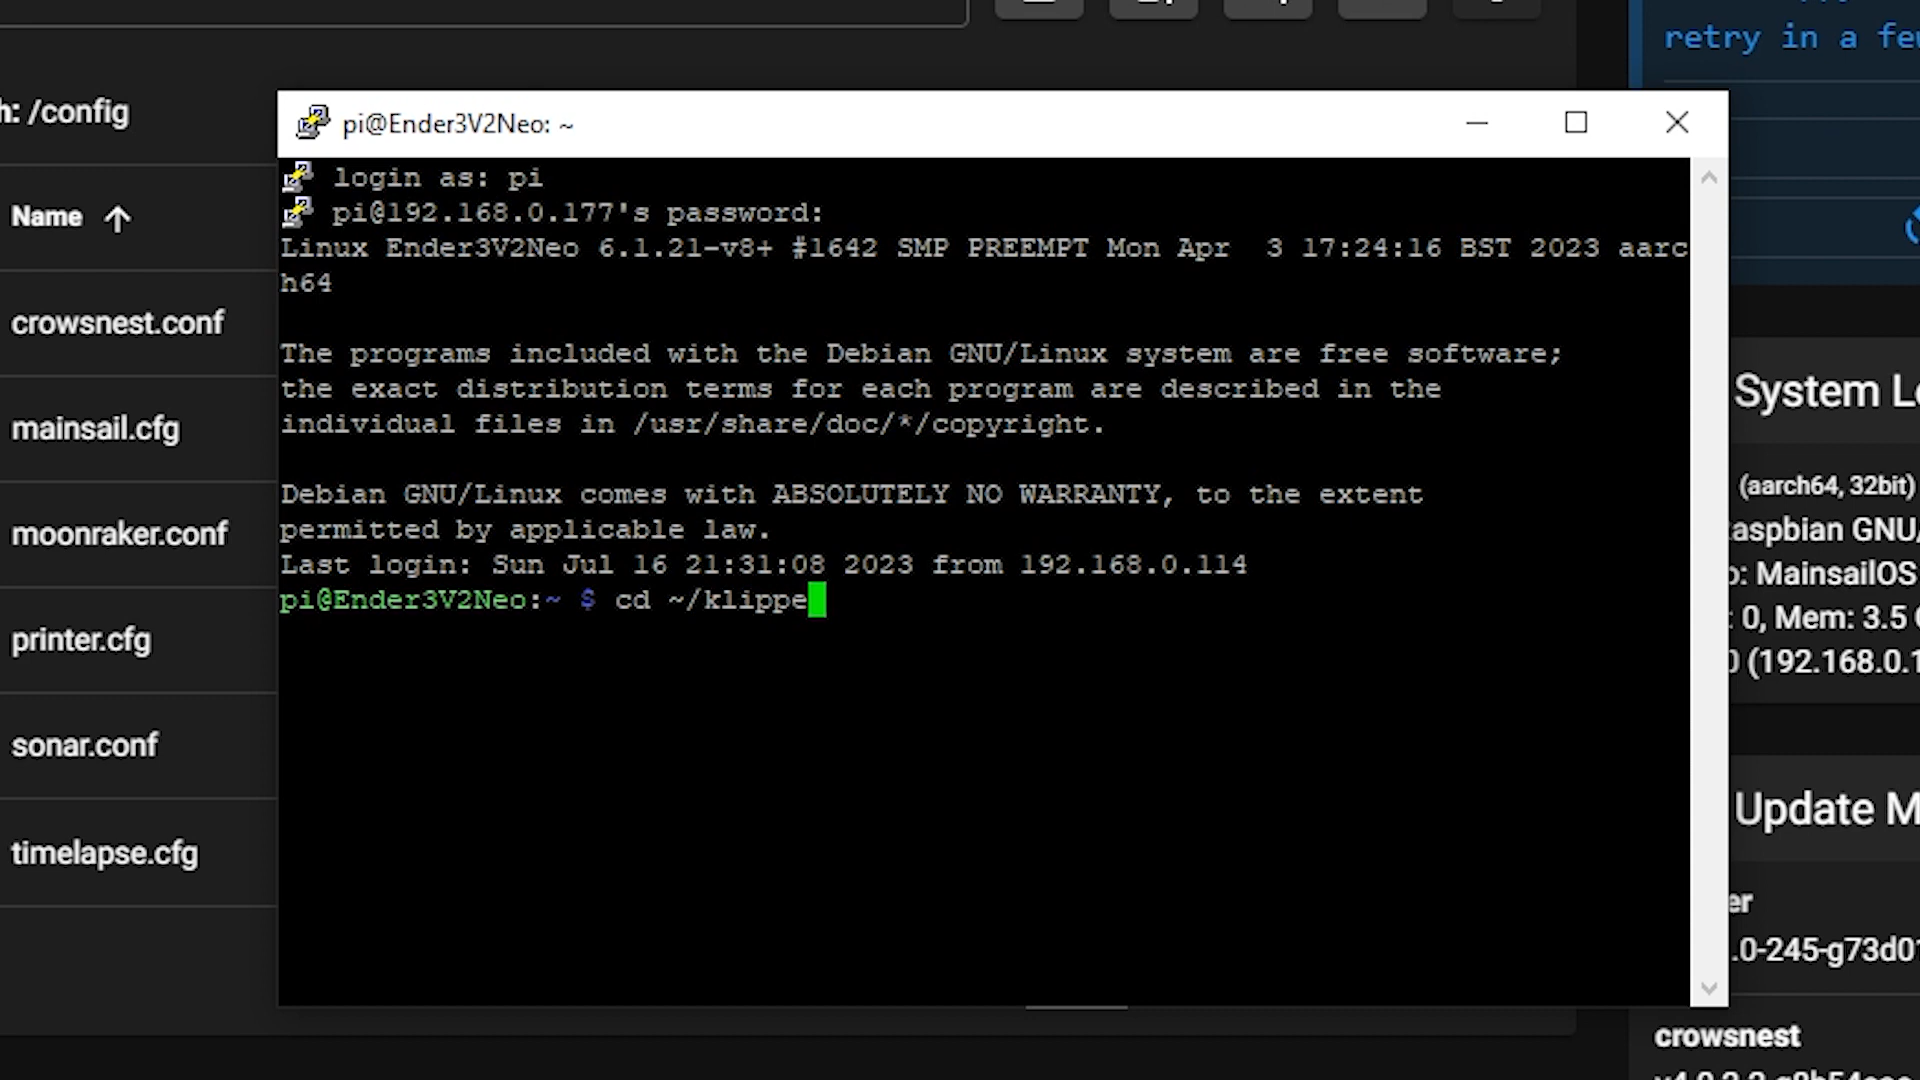 retry in a
h: /config
Name
crowsnest.conf
mainsail.cfg
moonraker.conf
printer.cfg
sonar.conf
timelapse.cfg
pi@Ender3V2Neo: ~
login as: pi
pi@192.168.0.177's password:
Linux Ender3V2Neo 6.1.21-v8+ #1642 SMP PREEMPT Mon Apr  3 17:24:16 BST 2023 aarc
h64
The programs included with the Debian GNU/Linux system are free software;
the exact distribution terms for each program are described in the
individual files in /usr/share/doc/*/copyright.
Debian GNU/Linux comes with ABSOLUTELY NO WARRANTY, to the extent
permitted by applicable law.
Last login: Sun Jul 16 21:31:08 2023 from 192.168.0.114
pi@Ender3V2Neo:~ $ cd ~/klippe
System
(aarch64, 32bit)
aspbian GNU/
: MainsailOS
: 0, Mem: 3.5
0 (192.168.0.1
Update M
er
.0-245-g73d0
crowsnest